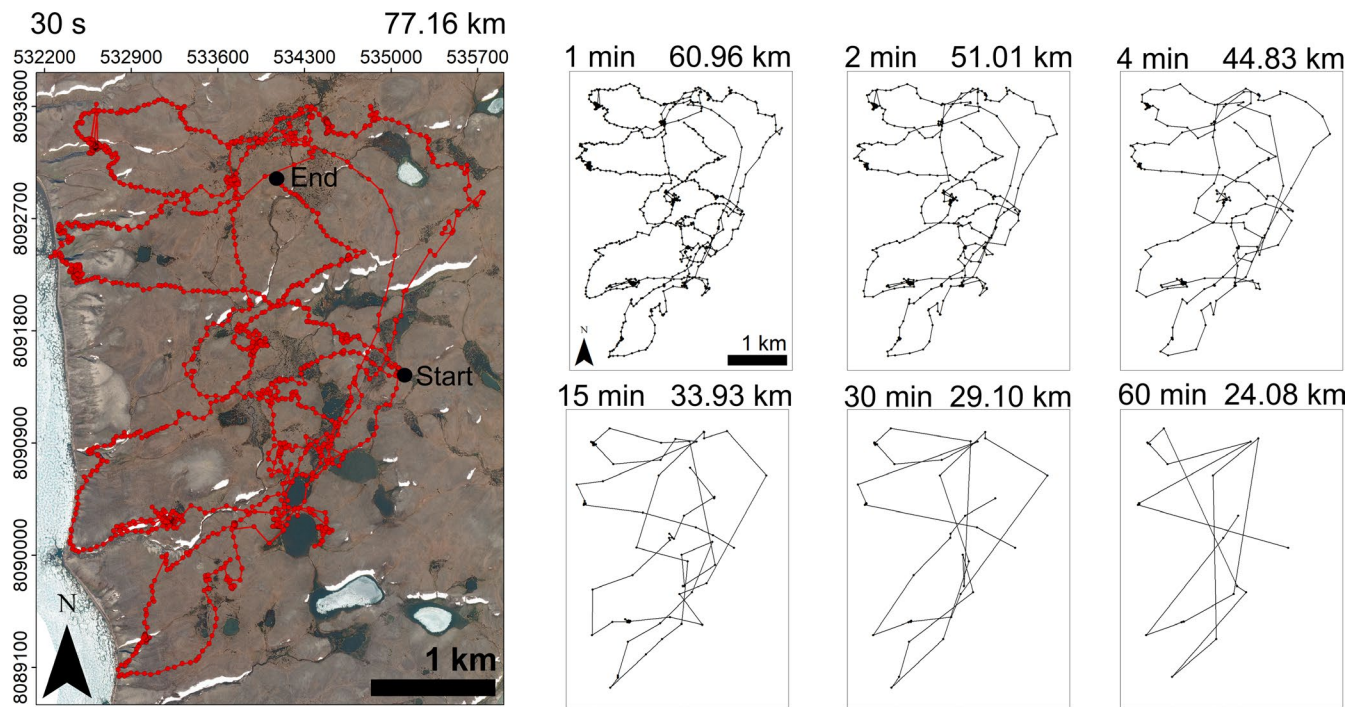 30 s 77.16 km
532200 532900 533600 534300 535000 535700
8093600
8092700
8091800
8090900
8090000
8089100
End
Start
N
1 km
1 min 60.96 km
2 min 51.01 km
4 min 44.83 km
N
1 km
15 min 33.93 km
30 min 29.10 km
60 min 24.08 km